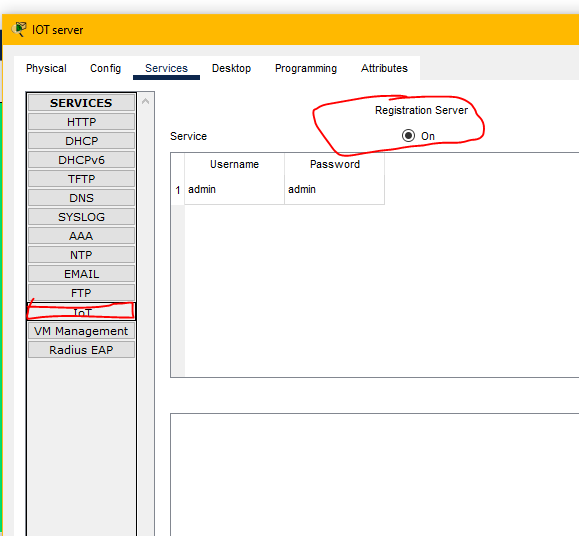 IOT server
Physical Config Services Desktop Programming Attributes
SERVICES
HTTP
DHCP
DHCPv6
TFTP
DNS
SYSLOG
AAA
NTP
EMAIL
FTP
IoT
VM Management
Radius EAP
Registration Server
Service On
Username Password
1 admin admin